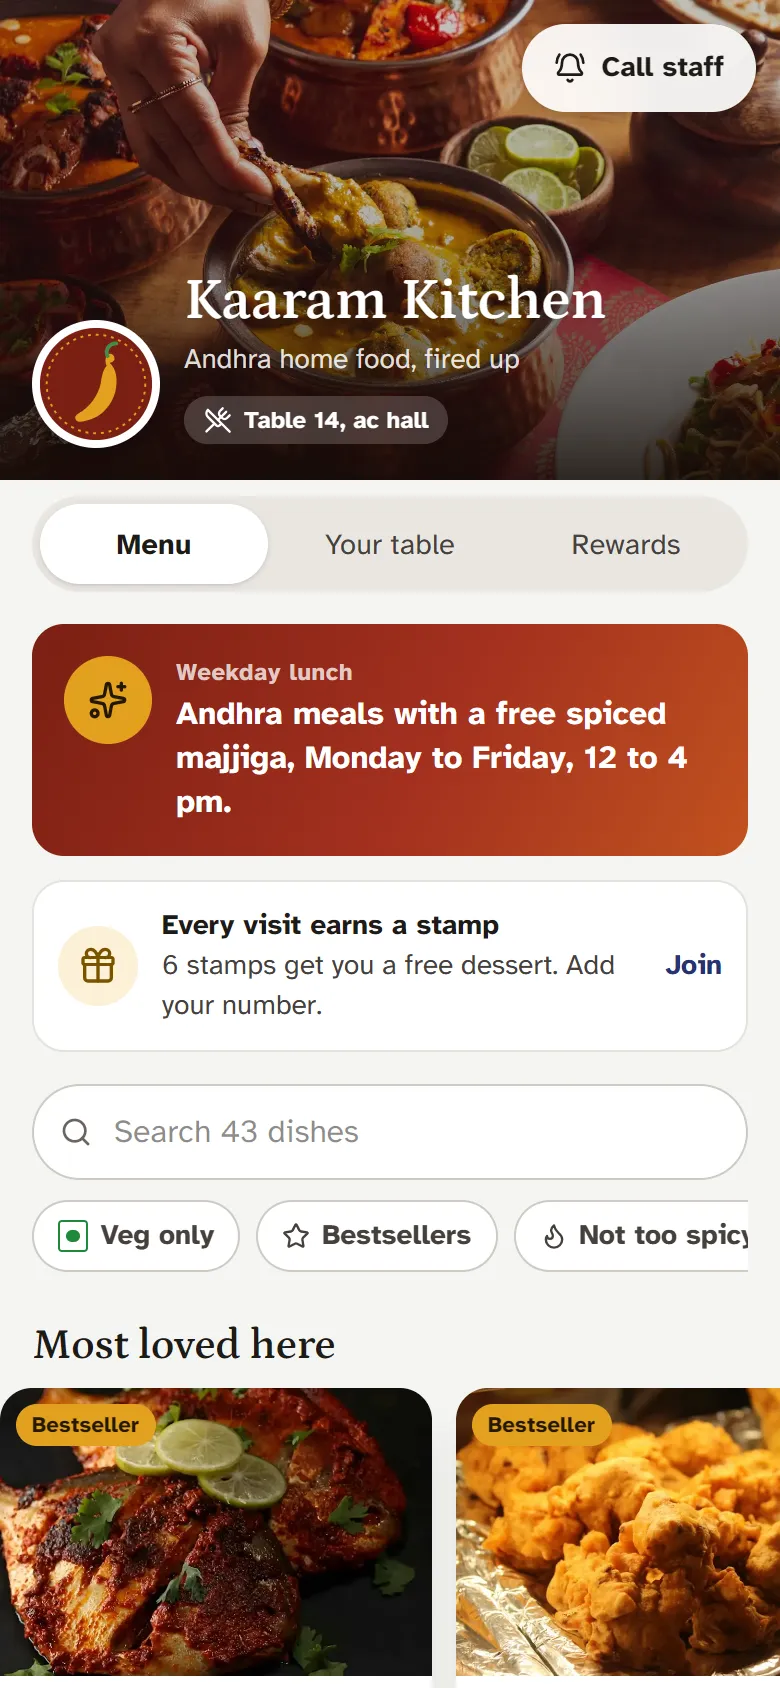 Call staff
Kaaram Kitchen
Andhra home food, fired up
Table 14, ac hall
Menu
Your table
Rewards
Weekday lunch
Andhra meals with a free spiced
majjiga, Monday to Friday, 12 to 4
pm.
Every visit earns a stamp
6 stamps get you a free dessert. Add
your number.
Join
Search 43 dishes
Veg only
Bestsellers
Not too spicy
Most loved here
Bestseller
Bestseller